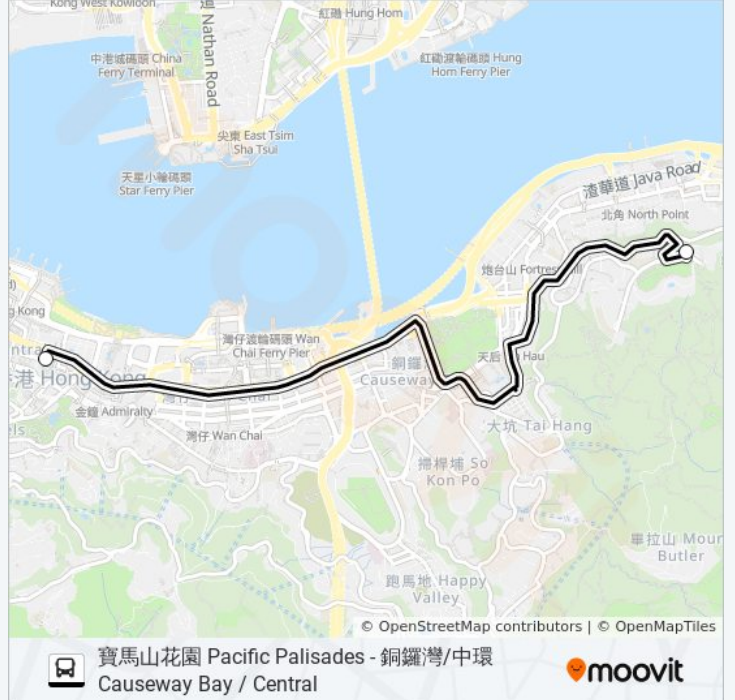 Kong West Kowloon
紅磡 Hung Hom
Nathan Road
中港城碼頭 China
Ferry Terminal
紅磡渡輪碼頭 Hung
Hom Ferry Pier
尖東 East Tsim
Sha Tsui
天星小輪碼頭
Star Ferry Pier
渣華道 Java Road
北角 North Point
炮台山 Fortress Hill
Kong
灣仔渡輪碼頭 Wan
Chai Ferry Pier
Central
港 Hong Kong
銅鑼
Causeway
天后 Hau
金鐘 Admiralty
灣仔 Wan Chai
大坑 Tai Hang
掃桿埔 So
Kon Po
畢拉山 Moun
Butler
跑馬地 Happy
Valley
© OpenStreetMap contributors | © OpenMapTiles
寶馬山花園 Pacific Palisades - 銅鑼灣/中環
Causeway Bay / Central
moovit